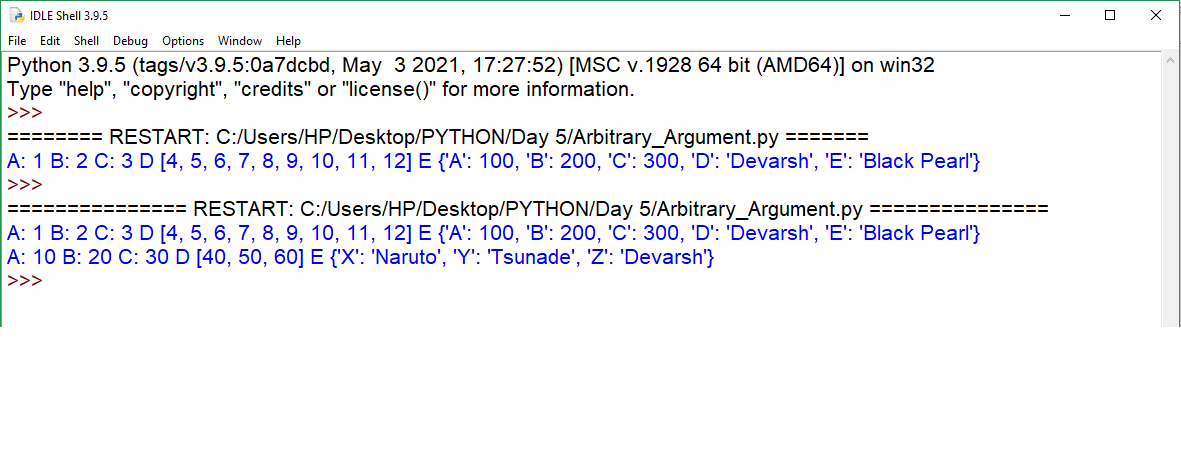 IDLE Shell 3.9.5
File Edit Shell Debug Options Window Help
Python 3.9.5 (tags/v3.9.5:0a7dcbd, May  3 2021, 17:27:52) [MSC v.1928 64 bit (AMD64)] on win32
Type "help", "copyright", "credits" or "license()" for more information.
>>>
======== RESTART: C:/Users/HP/Desktop/PYTHON/Day 5/Arbitrary_Argument.py =======
A: 1 B: 2 C: 3 D [4, 5, 6, 7, 8, 9, 10, 11, 12] E {'A': 100, 'B': 200, 'C': 300, 'D': 'Devarsh', 'E': 'Black Pearl'}
>>>
=============== RESTART: C:/Users/HP/Desktop/PYTHON/Day 5/Arbitrary_Argument.py ===============
A: 1 B: 2 C: 3 D [4, 5, 6, 7, 8, 9, 10, 11, 12] E {'A': 100, 'B': 200, 'C': 300, 'D': 'Devarsh', 'E': 'Black Pearl'}
A: 10 B: 20 C: 30 D [40, 50, 60] E {'X': 'Naruto', 'Y': 'Tsunade', 'Z': 'Devarsh'}
>>>